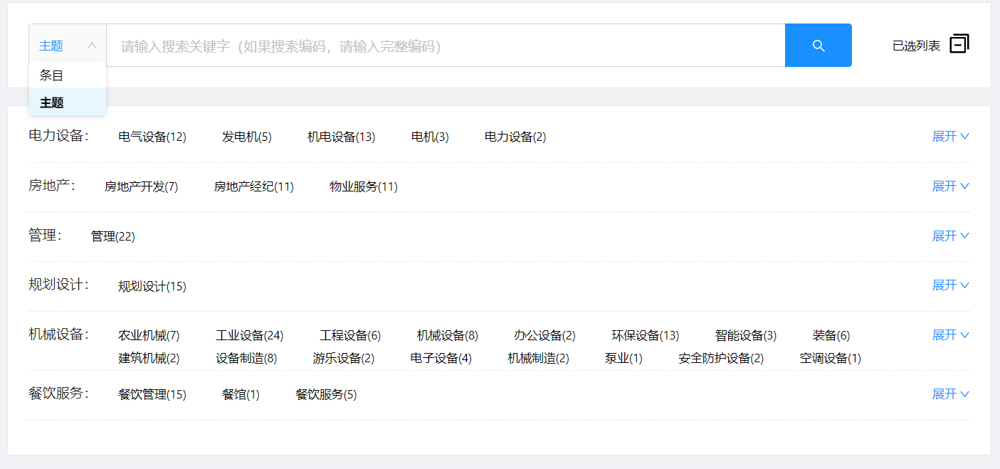 主题 请输入搜索关键字（如果搜索编码，请输入完整编码） 已选列表
条目
主题
电力设备： 电气设备(12) 发电机(5) 机电设备(13) 电机(3) 电力设备(2) 展开
房地产： 房地产开发(7) 房地产经纪(11) 物业服务(11) 展开
管理： 管理(22) 展开
规划设计： 规划设计(15) 展开
机械设备： 农业机械(7) 工业设备(24) 工程设备(6) 机械设备(8) 办公设备(2) 环保设备(13) 智能设备(3) 装备(6) 展开
建筑机械(2) 设备制造(8) 游乐设备(2) 电子设备(4) 机械制造(2) 泵业(1) 安全防护设备(2) 空调设备(1)
餐饮服务： 餐饮管理(15) 餐馆(1) 餐饮服务(5) 展开